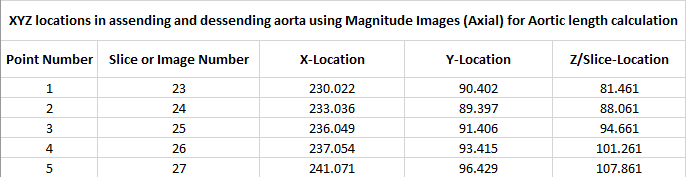 XYZ locations in assending and dessending aorta using Magnitude Images (Axial) for Aortic length calculation
Point Number Slice or Image Number X-Location Y-Location Z/Slice-Location
1 23 230.022 90.402 81.461
2 24 233.036 89.397 88.061
3 25 236.049 91.406 94.661
4 26 237.054 93.415 101.261
5 27 241.071 96.429 107.861